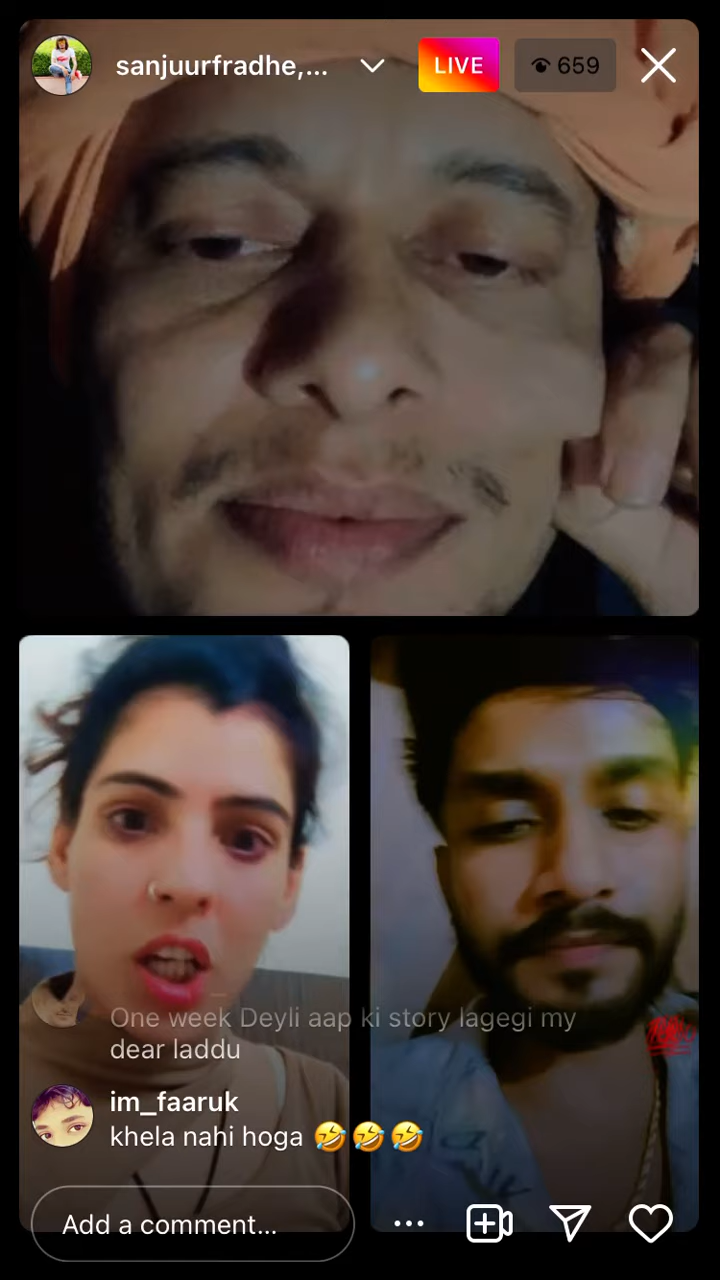 sanjuurfradhe,...
LIVE
659
One week Deyli aap ki story lagegi my
dear laddu
im_faaruk
khela nahi hoga 🤣🤣🤣
Add a comment...